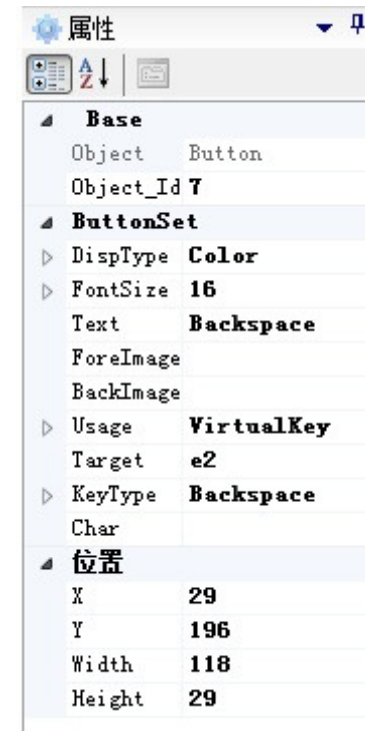 属性
Base
Object Button
Object_Id 7
ButtonSet
DispType Color
FontSize 16
Text Backspace
ForeImage
BackImage
Usage VirtualKey
Target e2
KeyType Backspace
Char
位置
X 29
Y 196
Width 118
Height 29